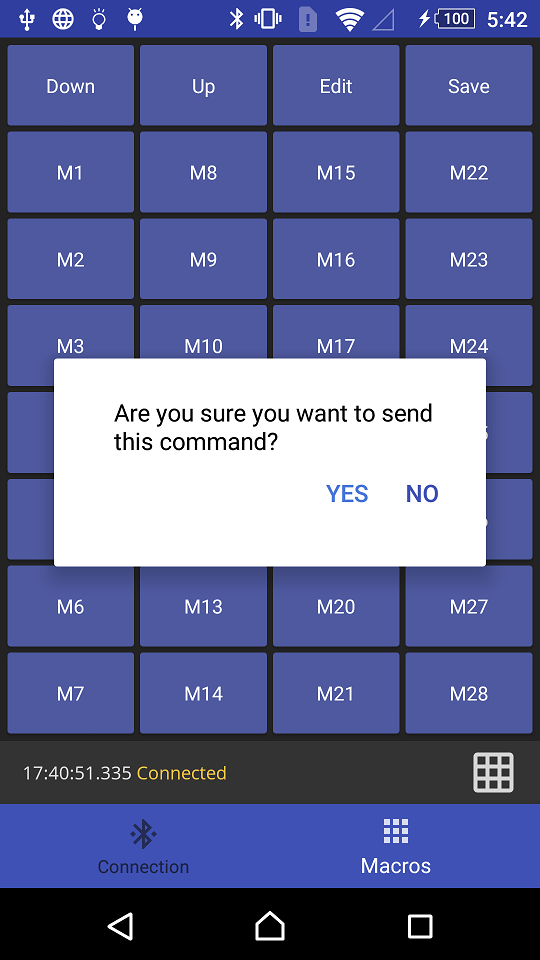 100 5:42
Down Up Edit Save
M1 M8 M15 M22
M2 M9 M16 M23
M3 M10 M17 M24
Are you sure you want to send
this command?
YES NO
M6 M13 M20 M27
M7 M14 M21 M28
17:40:51.335 Connected
Connection Macros